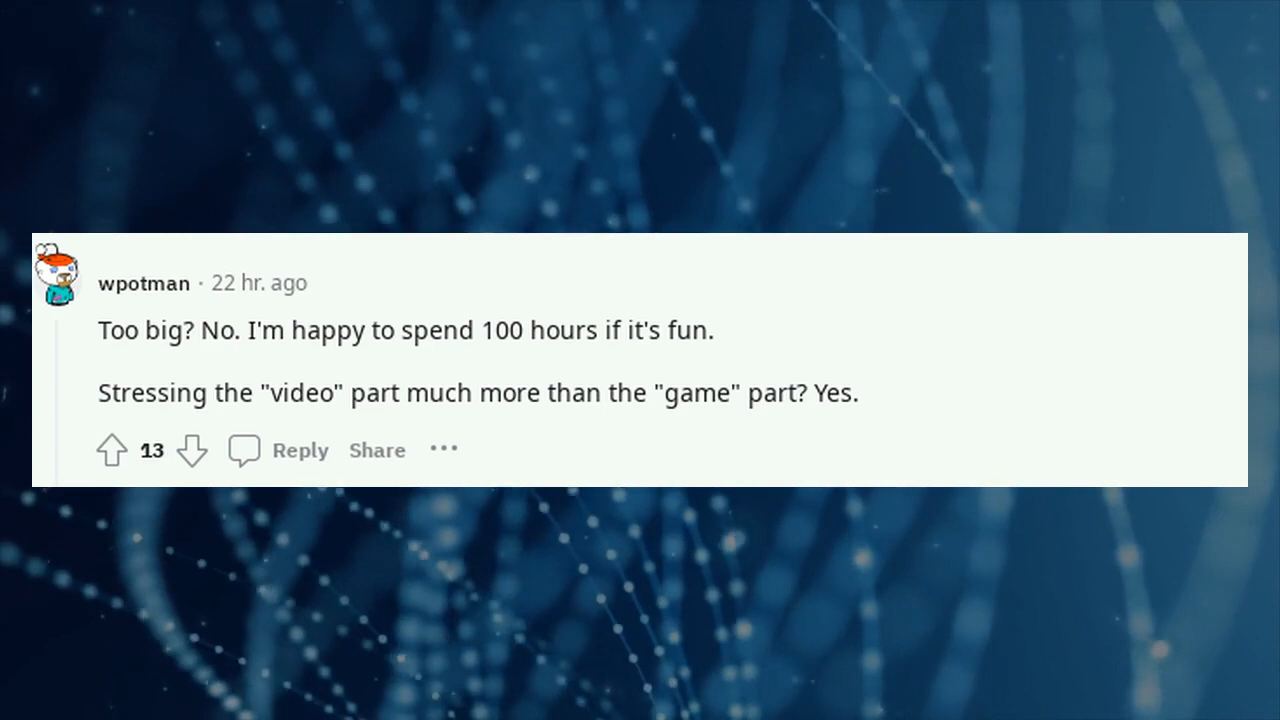 wpotman · 22 hr. ago
Too big? No. I'm happy to spend 100 hours if it's fun.
Stressing the "video" part much more than the "game" part? Yes.
13 Reply Share ···